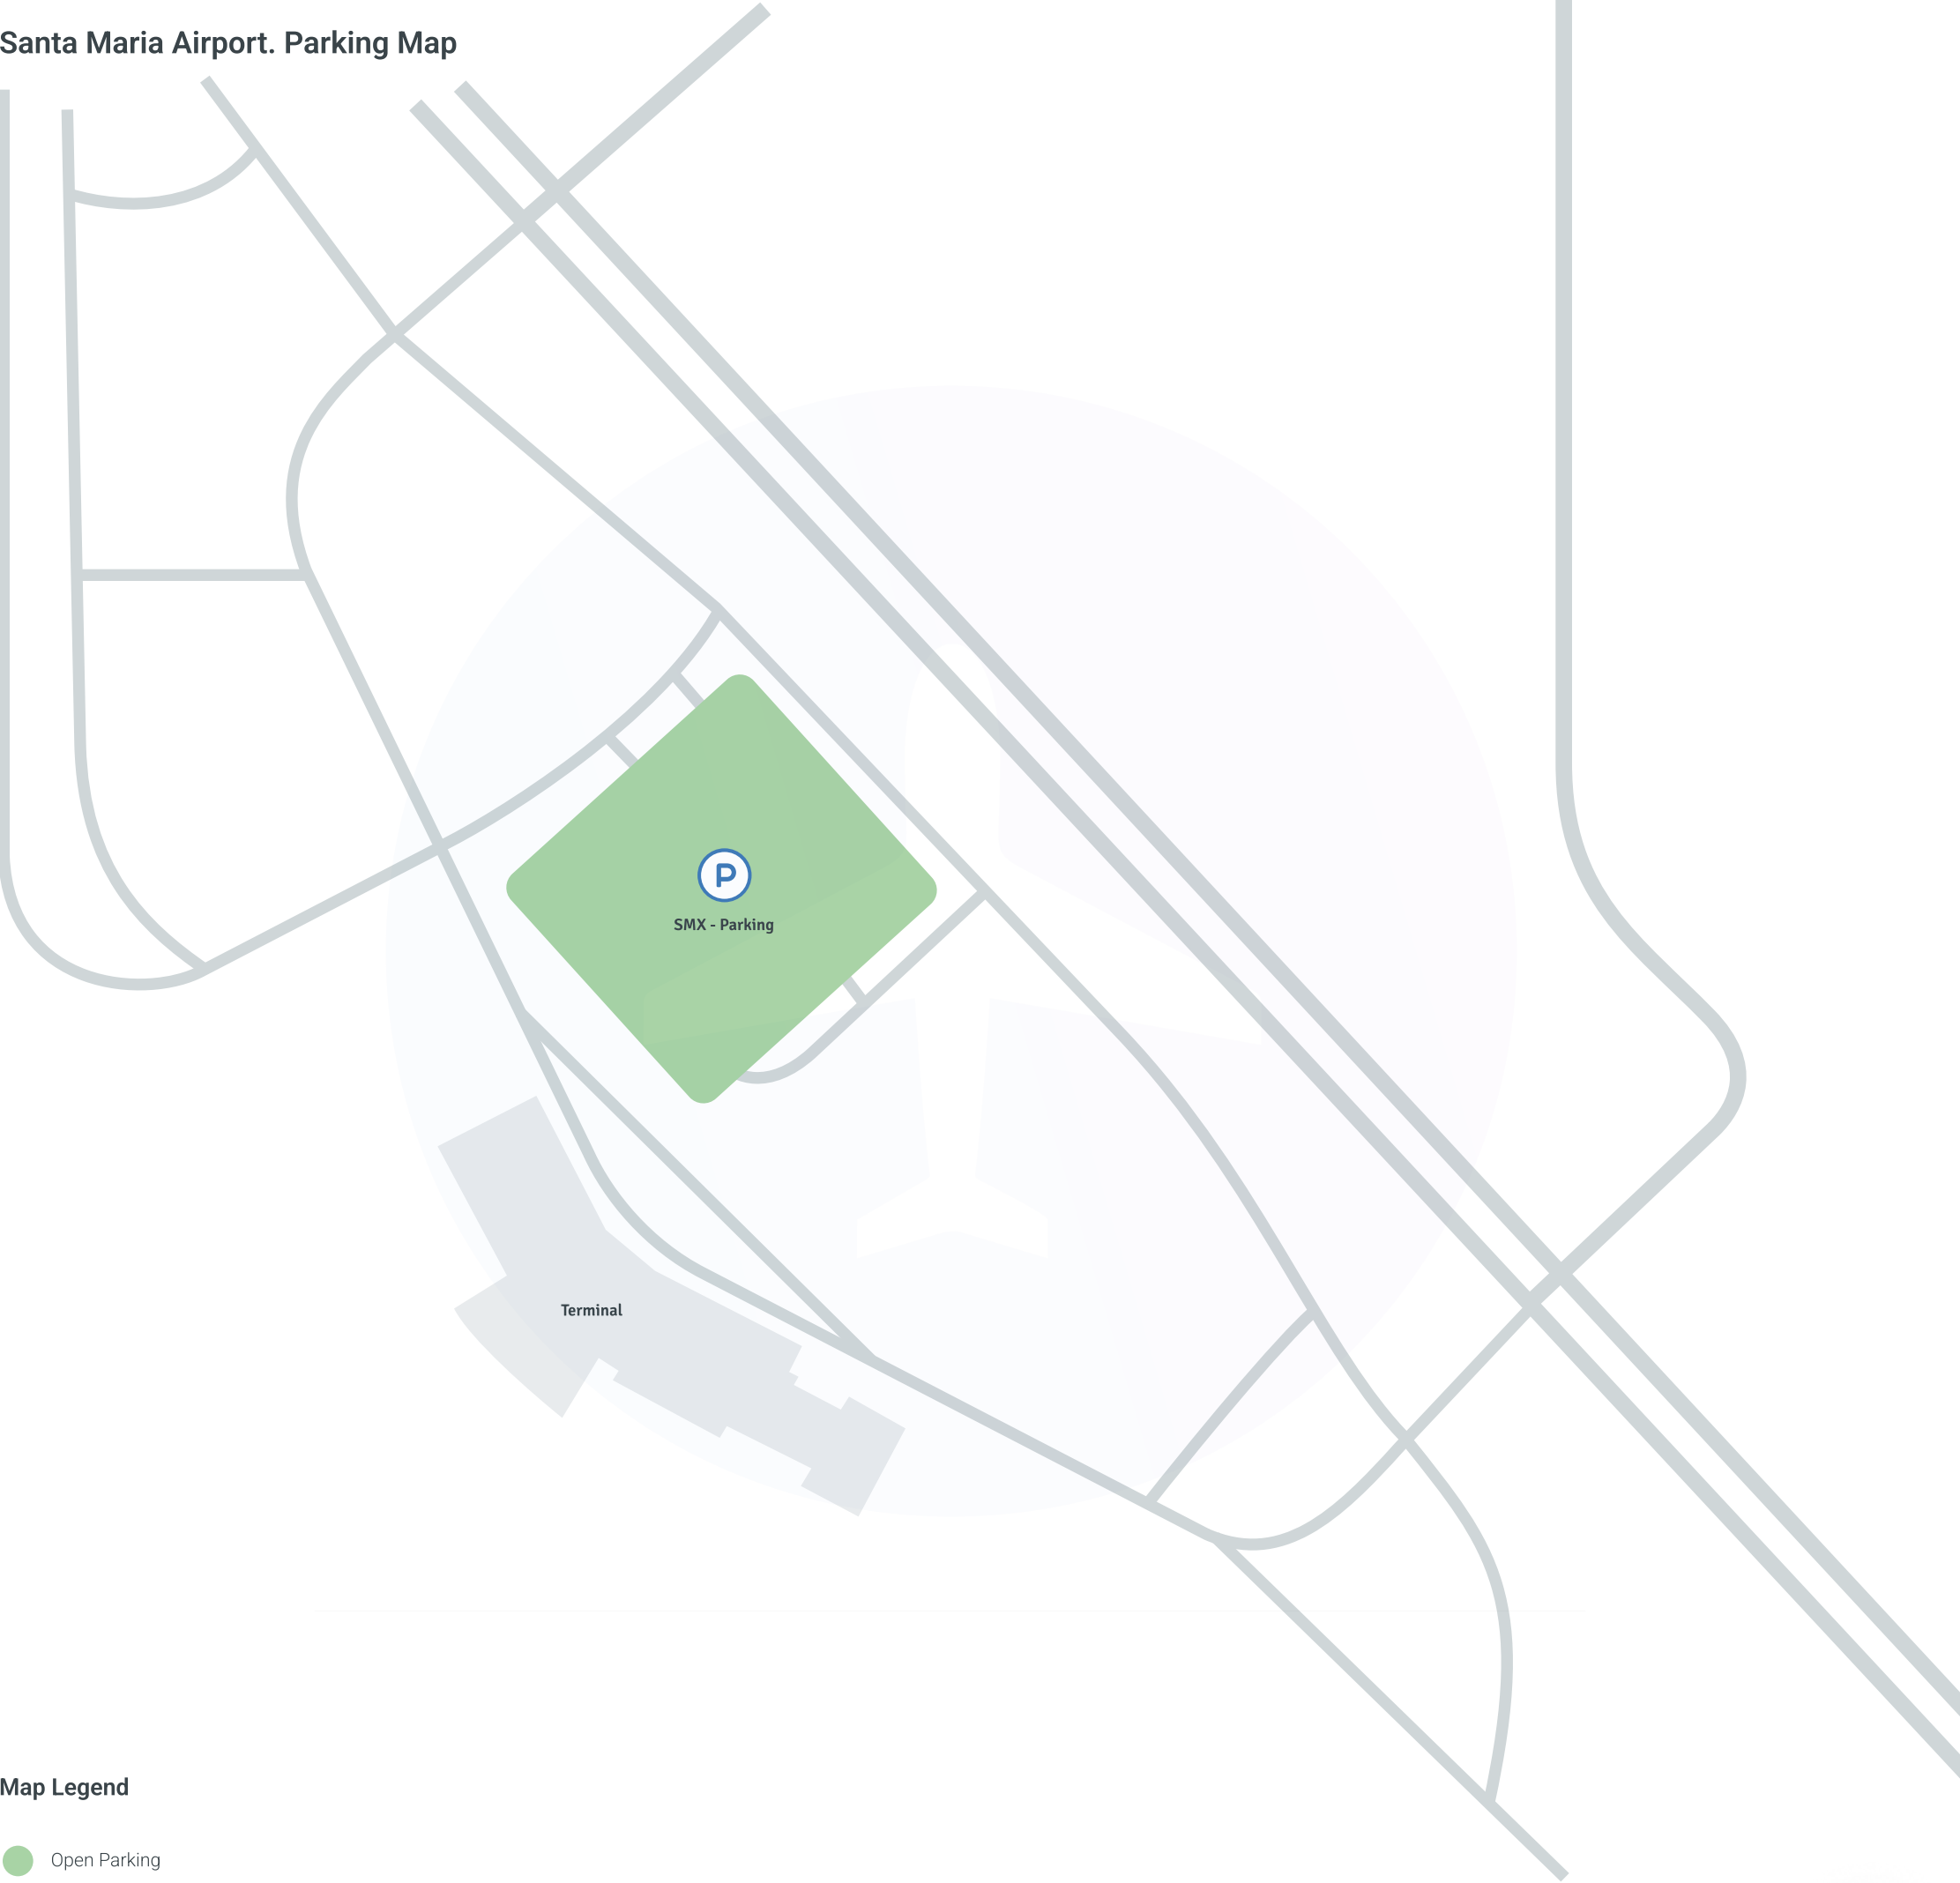 Santa Maria Airport. Parking Map
P
SMX - Parking
Terminal
Map Legend
Open Parking